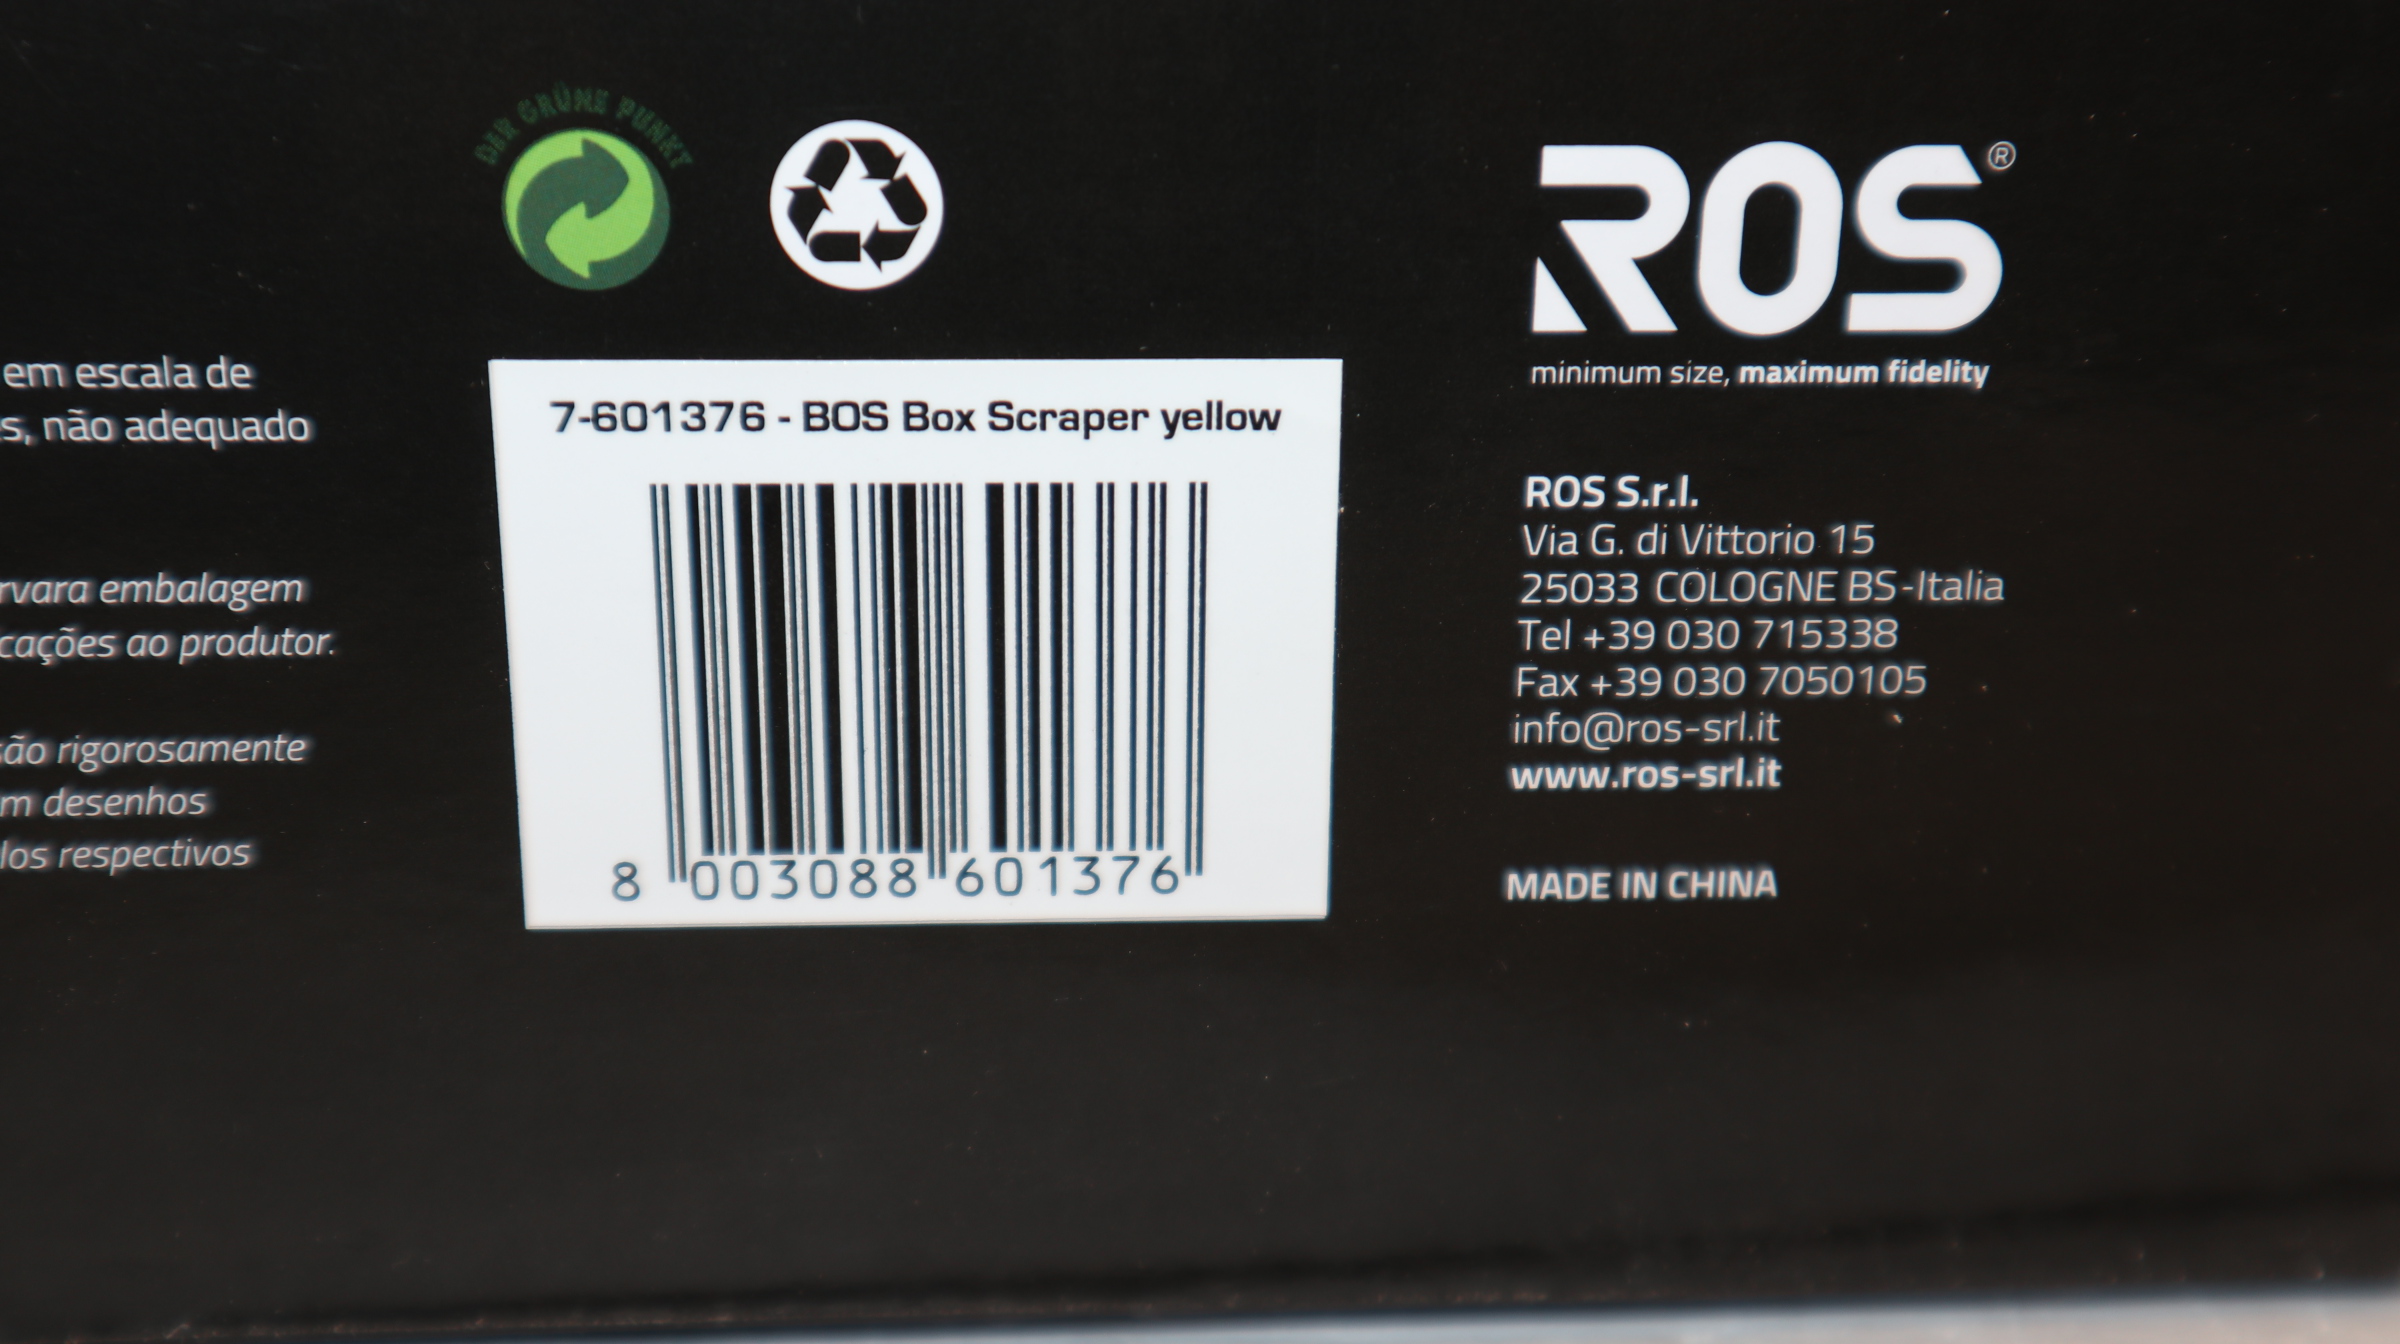 em escala de
s, não adequado
rvara embalagem
cações ao produtor.
são rigorosamente
m desenhos
los respectivos
DER GRÜNE PUNKT
7-601376 - BOS Box Scraper yellow
8 003088 601376
ROS®
minimum size, maximum fidelity
ROS S.r.l.
Via G. di Vittorio 15
25033 COLOGNE BS-Italia
Tel +39 030 715338
Fax +39 030 7050105
info@ros-srl.it
www.ros-srl.it
MADE IN CHINA